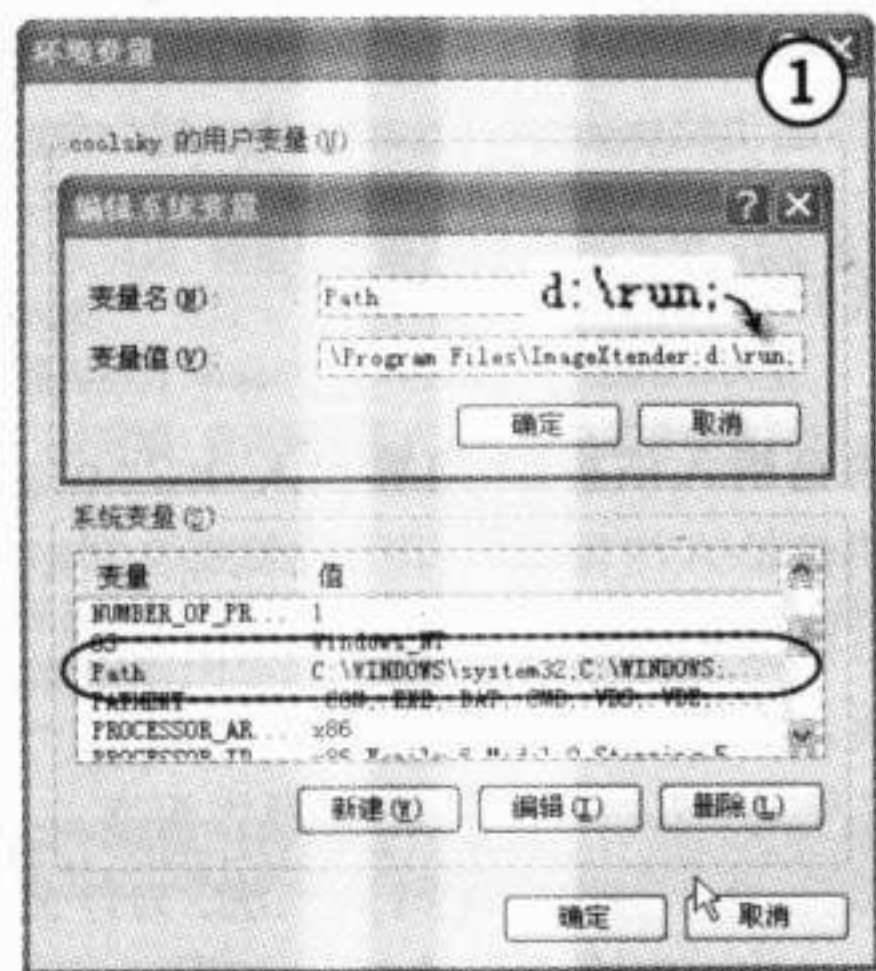 环境变量
1
coolsky 的用户变量(U)
编辑系统变量
变量名(N): Path
d:\run;
变量值(V): \Program Files\ImageXtender;d:\run;
确定 取消
系统变量(S)
变量 值
NUMBER_OF_PR... 1
OS Windows_NT
Path C:\WINDOWS\system32;C:\WINDOWS;...
PROCESSOR_AR... x86
新建(W) 编辑(I) 删除(L)
确定 取消